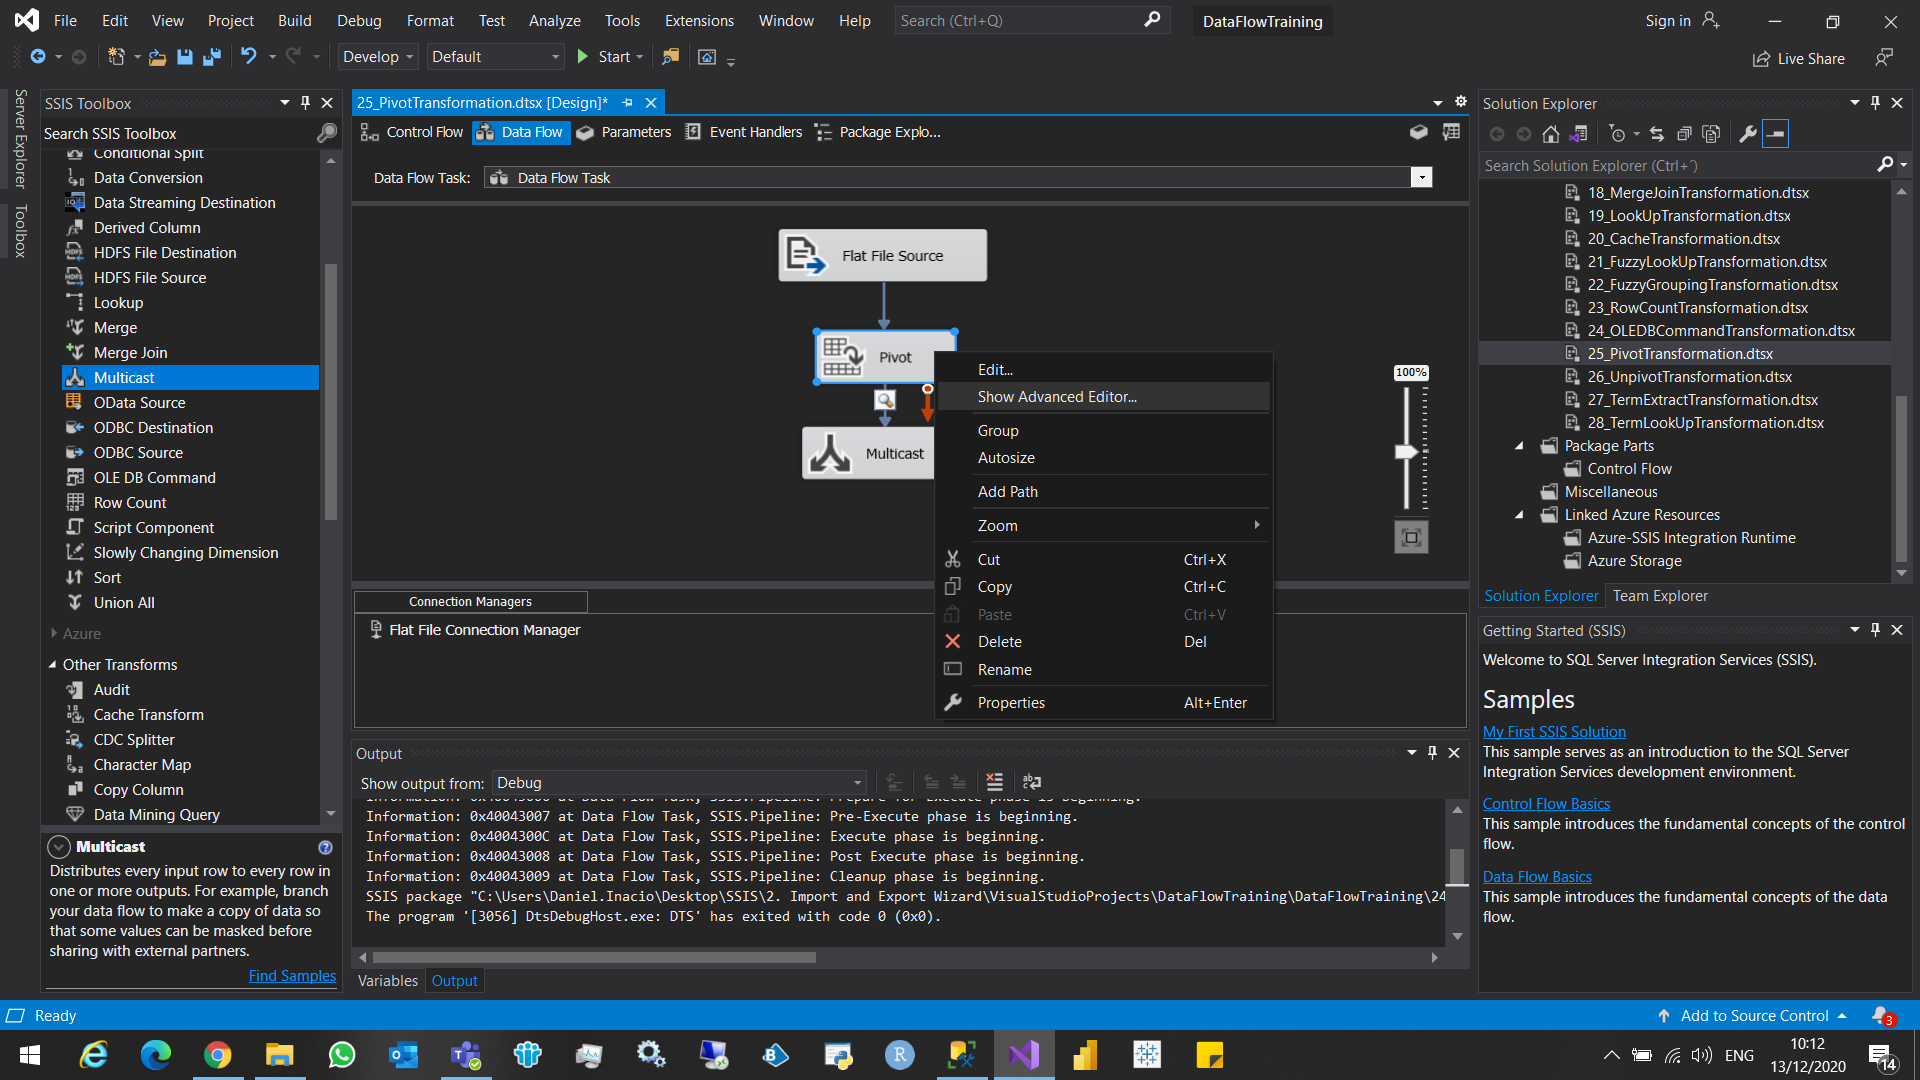 File Edit View Project Build Debug Format Test Analyze Tools Extensions Window Help Search (Ctrl+Q) DataFlowTraining Sign in
Develop Default Start Live Share
Server Explorer
Toolbox
SSIS Toolbox
Search SSIS Toolbox
Conditional Split
Data Conversion
Data Streaming Destination
Derived Column
HDFS File Destination
HDFS File Source
Lookup
Merge
Merge Join
Multicast
OData Source
ODBC Destination
ODBC Source
OLE DB Command
Row Count
Script Component
Slowly Changing Dimension
Sort
Union All
Azure
Other Transforms
Audit
Cache Transform
CDC Splitter
Character Map
Copy Column
Data Mining Query
Multicast
Distributes every input row to every row in
one or more outputs. For example, branch
your data flow to make a copy of data so
that some values can be masked before
sharing with external partners.
Find Samples
25_PivotTransformation.dtsx [Design]*
Control Flow Data Flow Parameters Event Handlers Package Explo...
Data Flow Task: Data Flow Task
Flat File Source
Pivot
Multicast
100%
Edit...
Show Advanced Editor...
Group
Autosize
Add Path
Zoom
Cut Ctrl+X
Copy Ctrl+C
Paste Ctrl+V
Delete Del
Rename
Properties Alt+Enter
Connection Managers
Flat File Connection Manager
Output
Show output from: Debug
Information: 0x40043006 at Data Flow Task, SSIS.Pipeline: Prepare for Execute phase is beginning.
Information: 0x40043007 at Data Flow Task, SSIS.Pipeline: Pre-Execute phase is beginning.
Information: 0x4004300C at Data Flow Task, SSIS.Pipeline: Execute phase is beginning.
Information: 0x40043008 at Data Flow Task, SSIS.Pipeline: Post Execute phase is beginning.
Information: 0x40043009 at Data Flow Task, SSIS.Pipeline: Cleanup phase is beginning.
SSIS package "C:\Users\Daniel.Inacio\Desktop\SSIS\2. Import and Export Wizard\VisualStudioProjects\DataFlowTraining\DataFlowTraining\24
The program '[3056] DtsDebugHost.exe: DTS' has exited with code 0 (0x0).
Variables Output
Solution Explorer
Search Solution Explorer (Ctrl+´)
18_MergeJoinTransformation.dtsx
19_LookUpTransformation.dtsx
20_CacheTransformation.dtsx
21_FuzzyLookUpTransformation.dtsx
22_FuzzyGroupingTransformation.dtsx
23_RowCountTransformation.dtsx
24_OLEDBCommandTransformation.dtsx
25_PivotTransformation.dtsx
26_UnpivotTransformation.dtsx
27_TermExtractTransformation.dtsx
28_TermLookUpTransformation.dtsx
Package Parts
Control Flow
Miscellaneous
Linked Azure Resources
Azure-SSIS Integration Runtime
Azure Storage
Solution Explorer Team Explorer
Getting Started (SSIS)
Welcome to SQL Server Integration Services (SSIS).
Samples
My First SSIS Solution
This sample serves as an introduction to the SQL Server
Integration Services development environment.
Control Flow Basics
This sample introduces the fundamental concepts of the control
flow.
Data Flow Basics
This sample introduces the fundamental concepts of the data
flow.
Ready Add to Source Control 3
ENG 10:12
13/12/2020 14